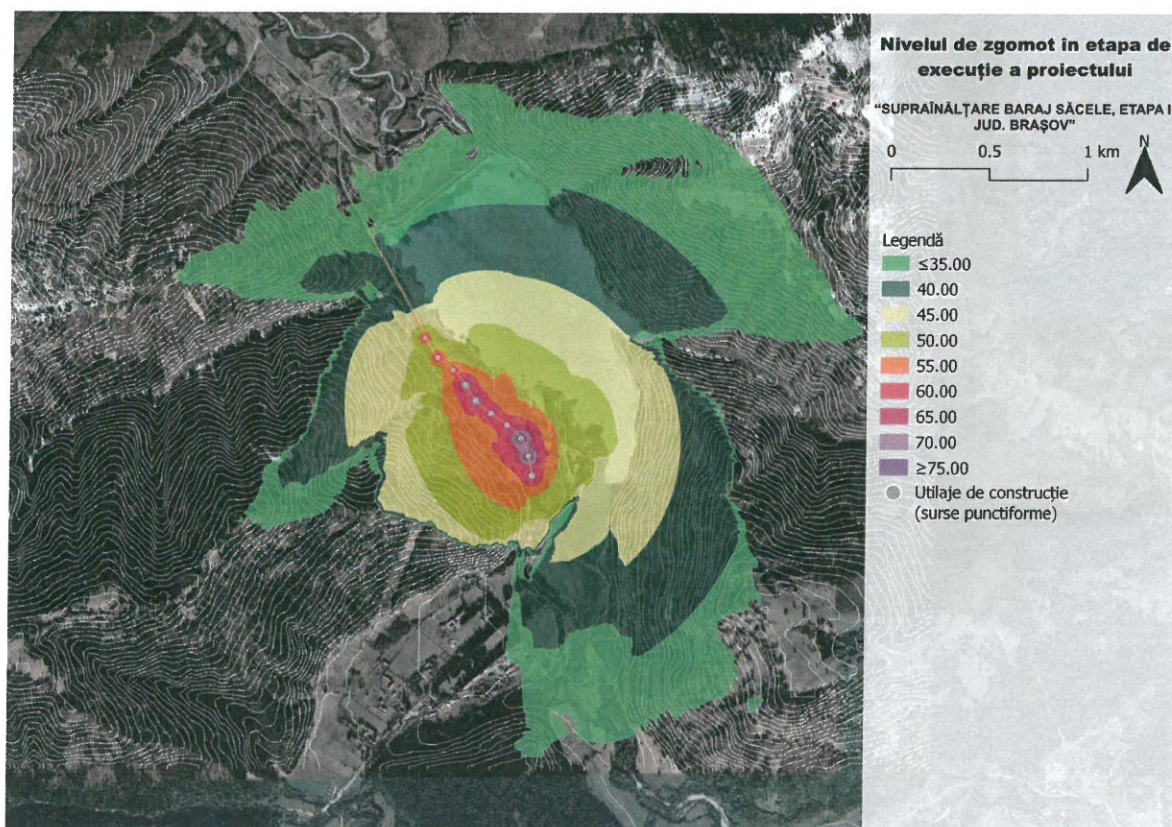 Nivelul de zgomot în etapa de
execuție a proiectului
"SUPRAÎNĂLȚARE BARAJ SĂCELE, ETAPA I
JUD. BRAȘOV"
N
0 0.5 1 km
Legendă
≤35.00
40.00
45.00
50.00
55.00
60.00
65.00
70.00
≥75.00
Utilaje de construcție
(surse punctiforme)